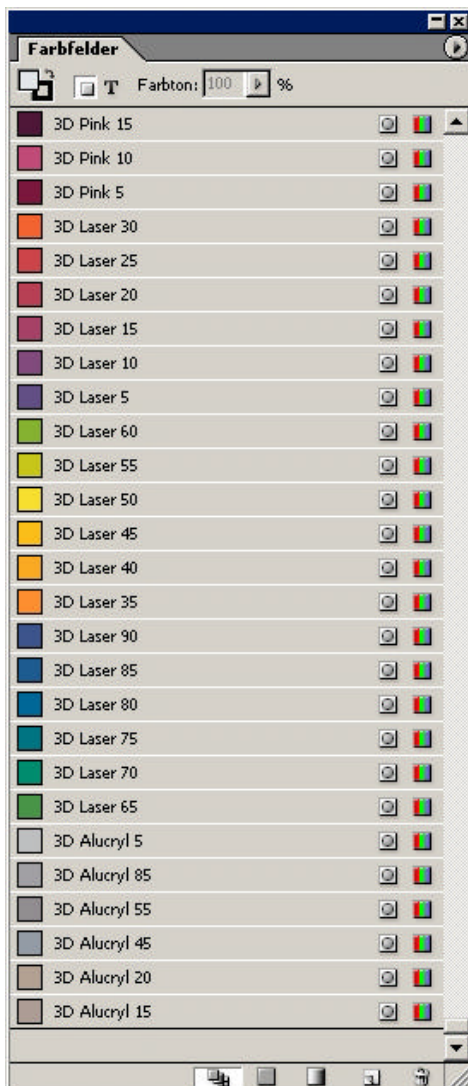 Farbfelder
T Farbton: 100 %
3D Pink 15
3D Pink 10
3D Pink 5
3D Laser 30
3D Laser 25
3D Laser 20
3D Laser 15
3D Laser 10
3D Laser 5
3D Laser 60
3D Laser 55
3D Laser 50
3D Laser 45
3D Laser 40
3D Laser 35
3D Laser 90
3D Laser 85
3D Laser 80
3D Laser 75
3D Laser 70
3D Laser 65
3D Alucryl 5
3D Alucryl 85
3D Alucryl 55
3D Alucryl 45
3D Alucryl 20
3D Alucryl 15